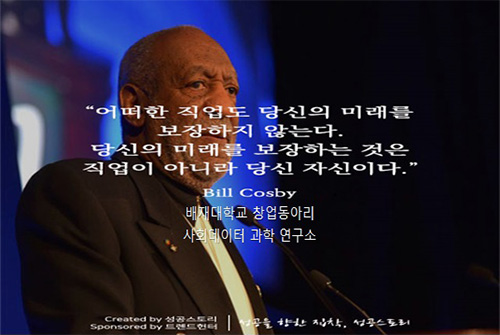 “어떠한 직업도 당신의 미래를
보장하지 않는다.
당신의 미래를 보장하는 것은
직업이 아니라 당신 자신이다.”
Bill Cosby
배재대학교 창업동아리
사회데이터 과학 연구소
Created by 성공스토리
Sponsored by 트렌드헌터
성공을 향한 집착, 성공스토리